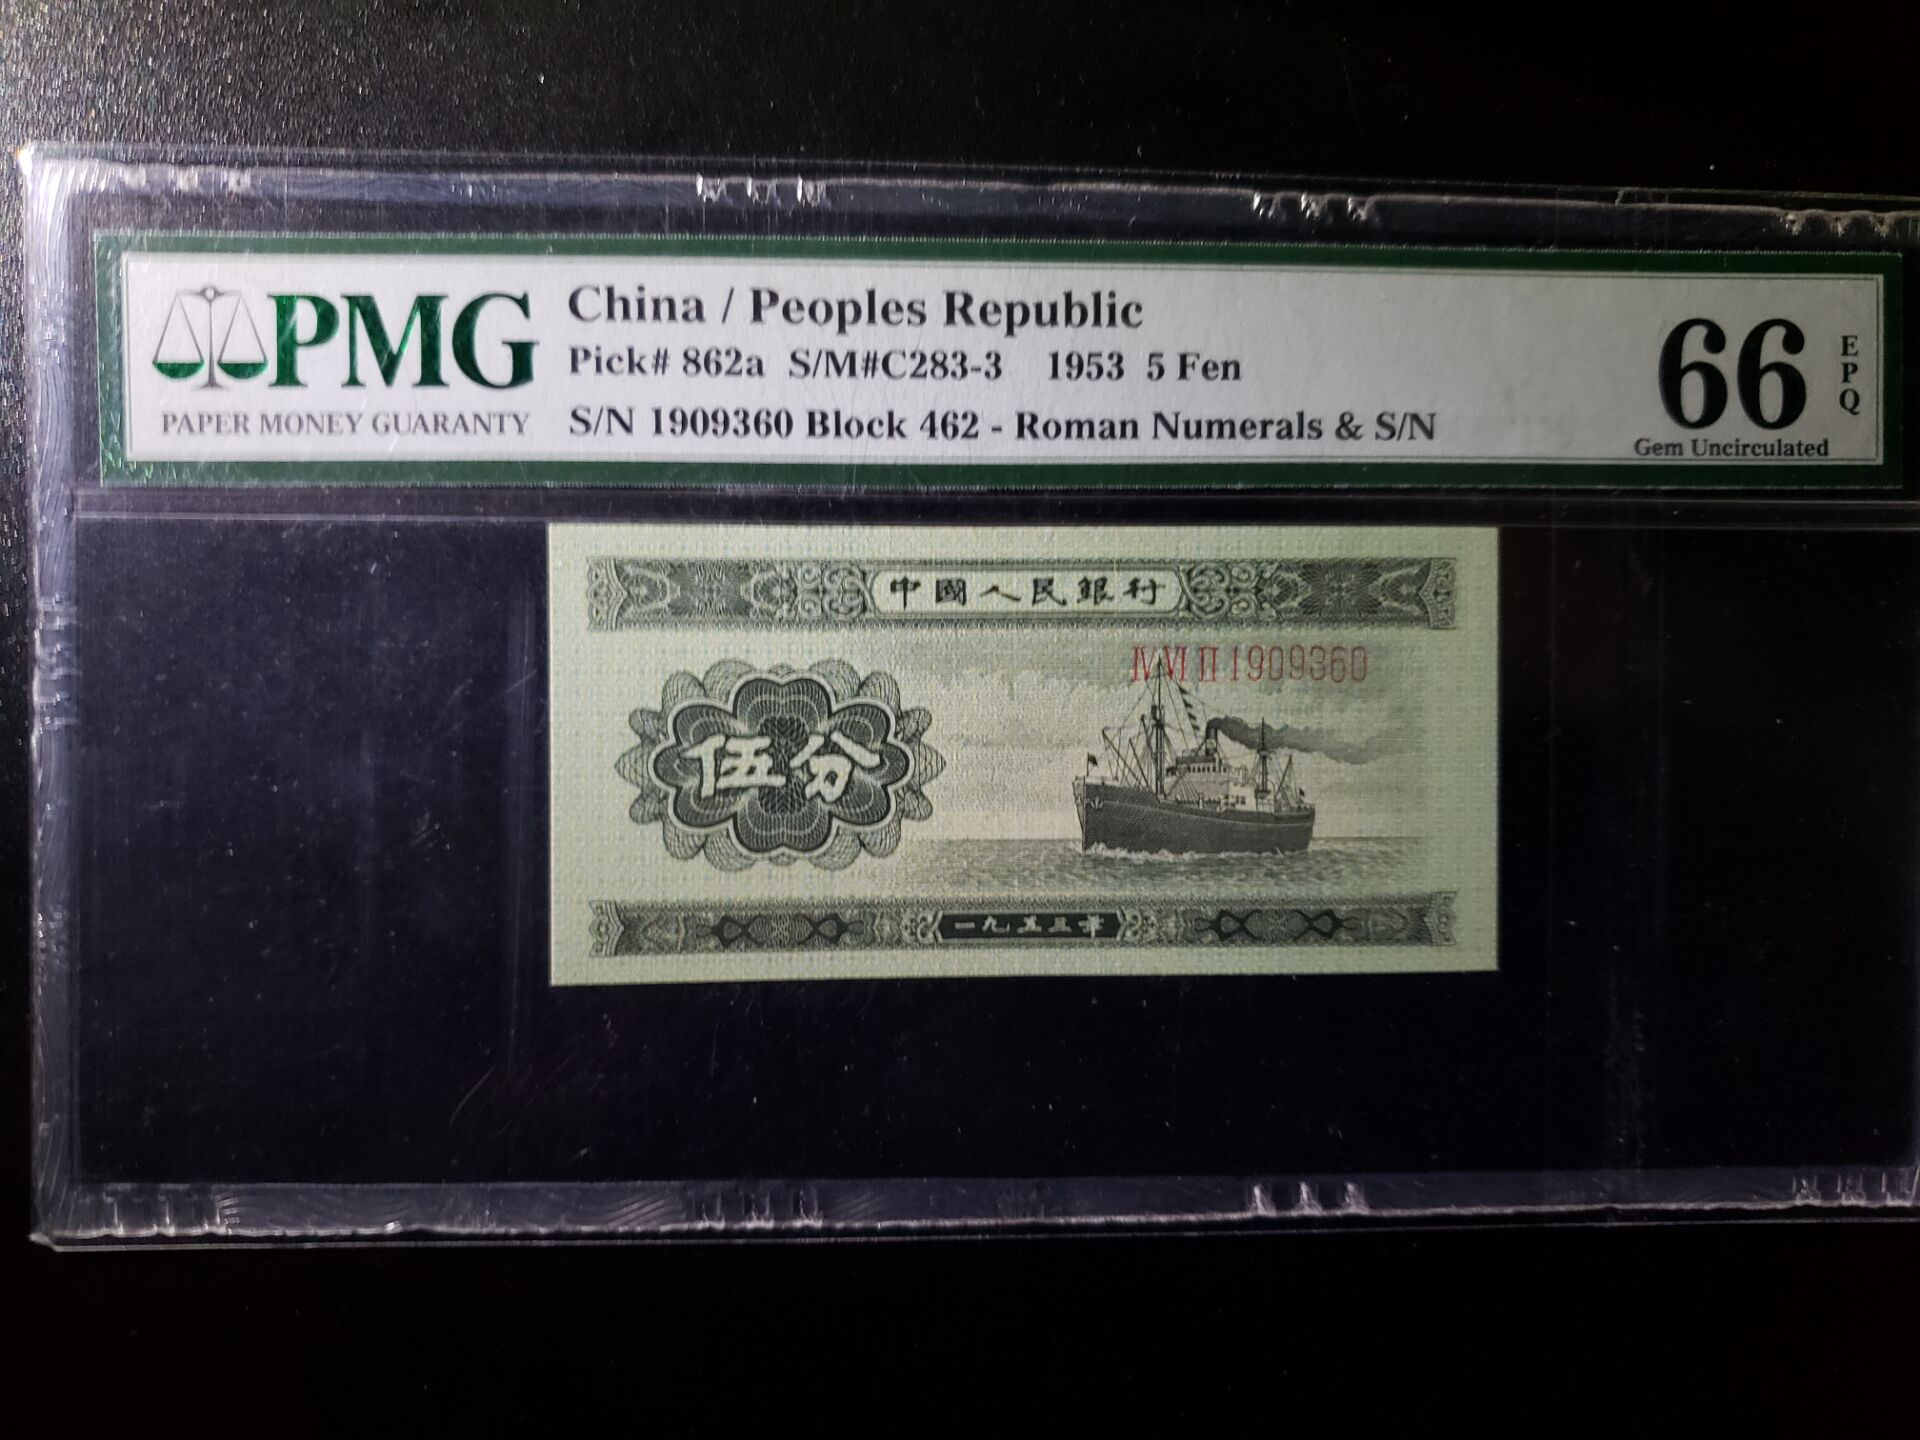 PMG
PAPER MONEY GUARANTY
China / Peoples Republic
Pick# 862a S/M#C283-3 1953 5 Fen
S/N 1909360 Block 462 - Roman Numerals & S/N
66
EPQ
Gem Uncirculated
中國人民銀行
IV VI II 1909360
伍分
一九五三年